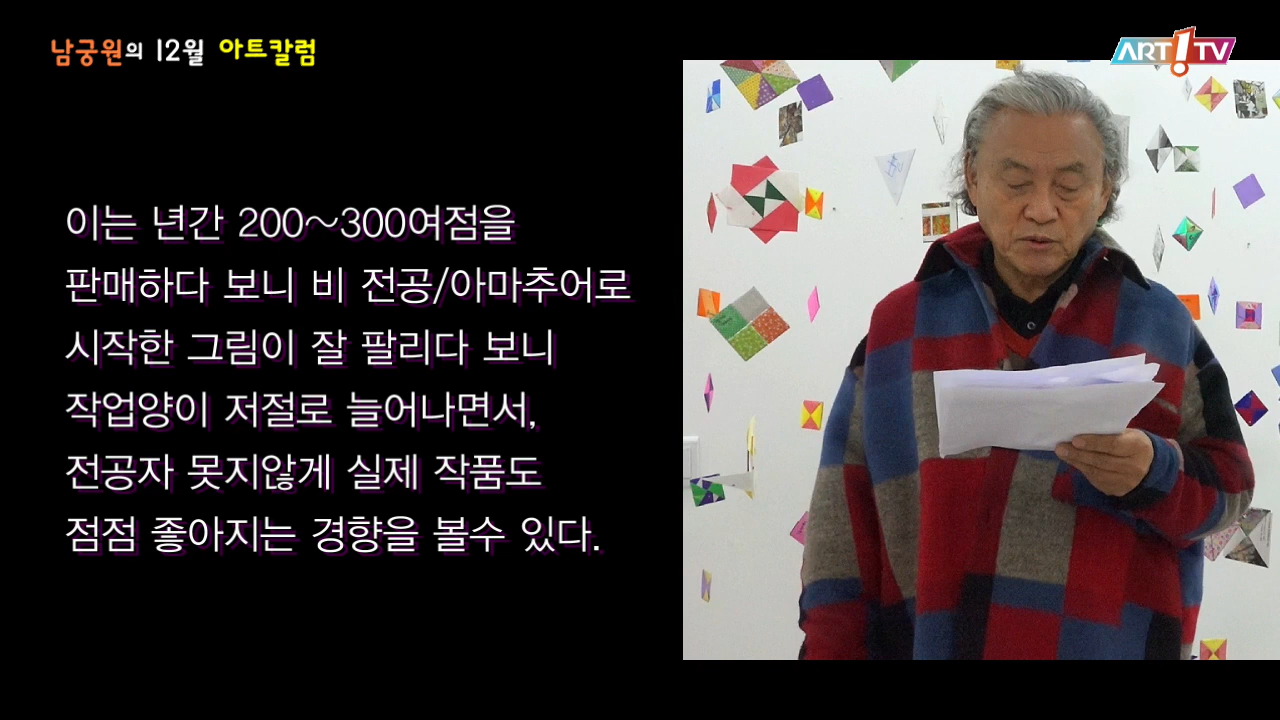 남궁원의 12월 아트칼럼
ART!TV
이는 년간 200～300여점을
판매하다 보니 비 전공/아마추어로
시작한 그림이 잘 팔리다 보니
작업양이 저절로 늘어나면서,
전공자 못지않게 실제 작품도
점점 좋아지는 경향을 볼수 있다.